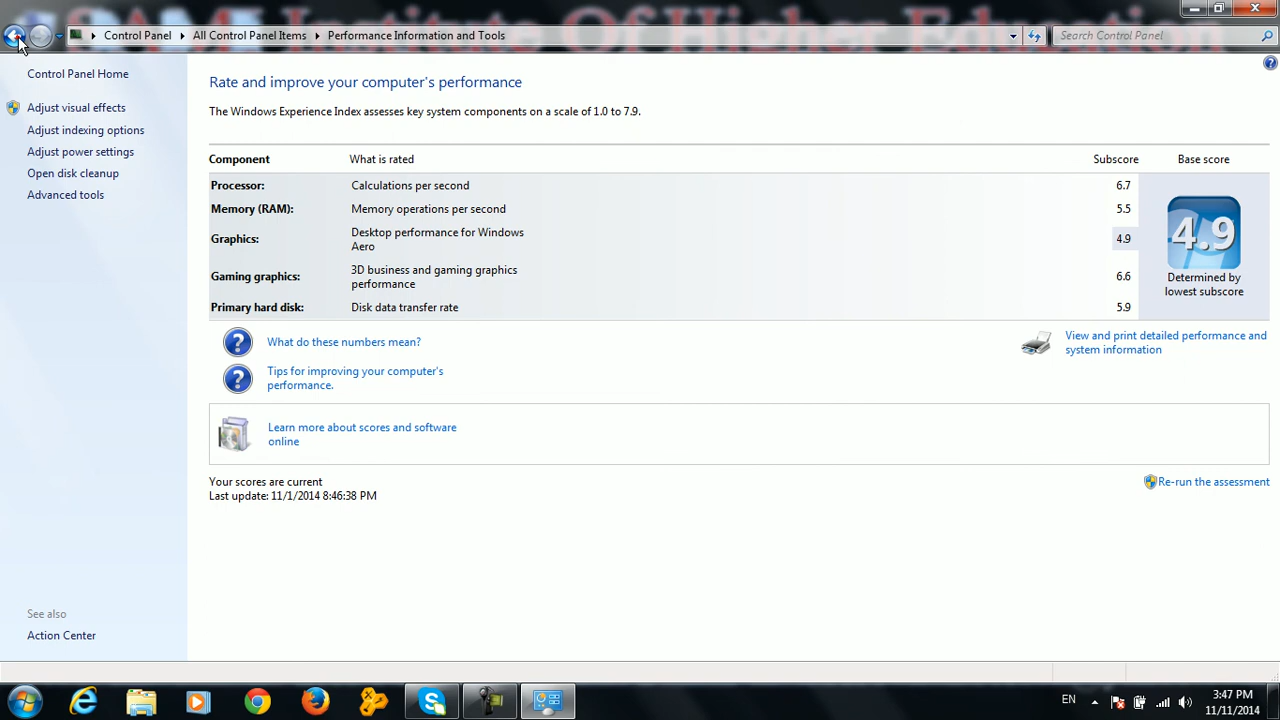 SAMI Institute Of Higher Education
Control Panel All Control Panel Items Performance Information and Tools
Search Control Panel
Control Panel Home
Adjust visual effects
Adjust indexing options
Adjust power settings
Open disk cleanup
Advanced tools
See also
Action Center
Rate and improve your computer's performance
The Windows Experience Index assesses key system components on a scale of 1.0 to 7.9.
Component What is rated Subscore Base score
Processor: Calculations per second 6.7
Memory (RAM): Memory operations per second 5.5
Graphics: Desktop performance for Windows
Aero 4.9
Gaming graphics: 3D business and gaming graphics
performance 6.6
Primary hard disk: Disk data transfer rate 5.9
4.9
Determined by
lowest subscore
What do these numbers mean?
Tips for improving your computer's
performance.
View and print detailed performance and
system information
Learn more about scores and software
online
Your scores are current
Last update: 11/1/2014 8:46:38 PM
Re-run the assessment
EN
3:47 PM
11/11/2014